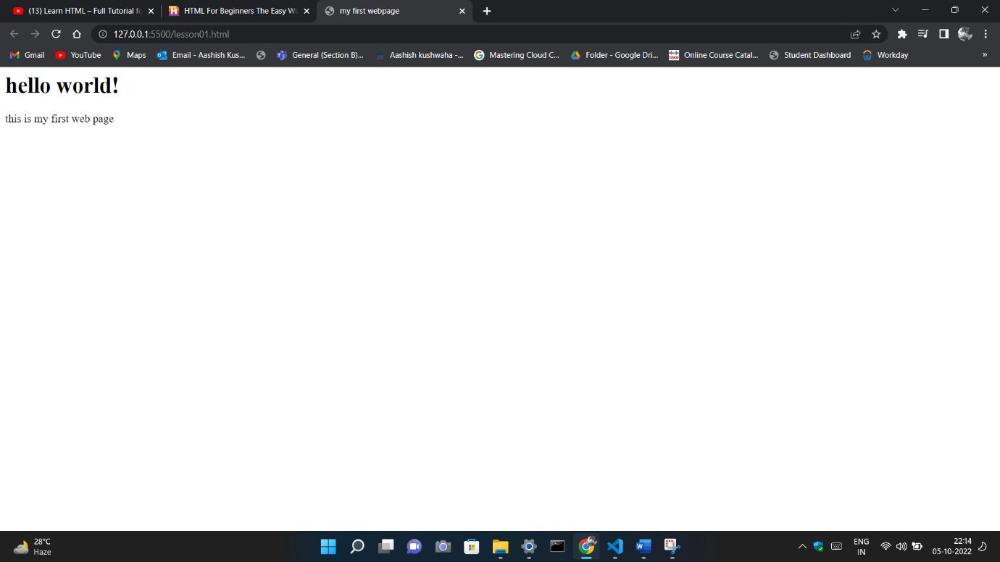 (13) Learn HTML – Full Tutorial fo
HTML For Beginners The Easy Wa
my first webpage
127.0.0.1:5500/lesson01.html
Gmail YouTube Maps Email - Aashish Kus... General (Section B)... Aashish kushwaha -... Mastering Cloud C... Folder - Google Dri... Online Course Catal... Student Dashboard Workday »
hello world!
this is my first web page
28°C
Haze
ENG
IN
22:14
05-10-2022